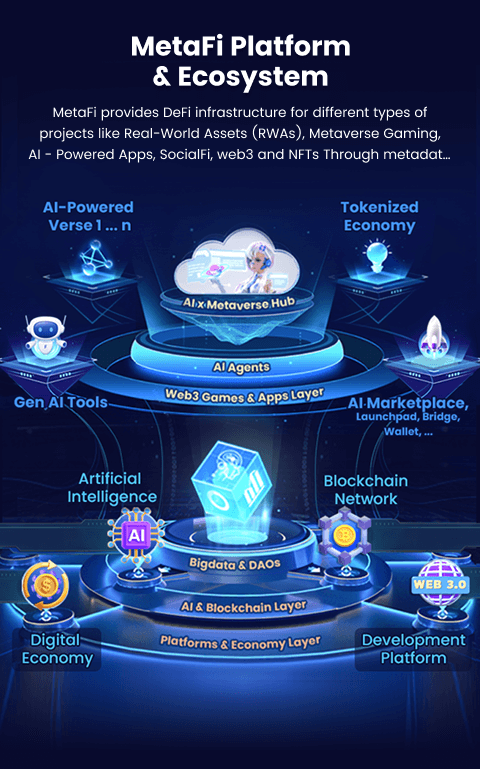 MetaFi Platform
& Ecosystem
MetaFi provides DeFi infrastructure for different types of
projects like Real-World Assets (RWAs), Metaverse Gaming,
AI - Powered Apps, SocialFi, web3 and NFTs Through metadat...
AI-Powered
Verse 1 ... n
Tokenized
Economy
AI x Metaverse Hub
AI Agents
Web3 Games & Apps Layer
Gen AI Tools
AI Marketplace,
Launchpad, Bridge,
Wallet, ...
Artificial
Intelligence
Blockchain
Network
AI
Bigdata & DAOs
WEB 3.0
AI & Blockchain Layer
Platforms & Economy Layer
Digital
Economy
Development
Platform